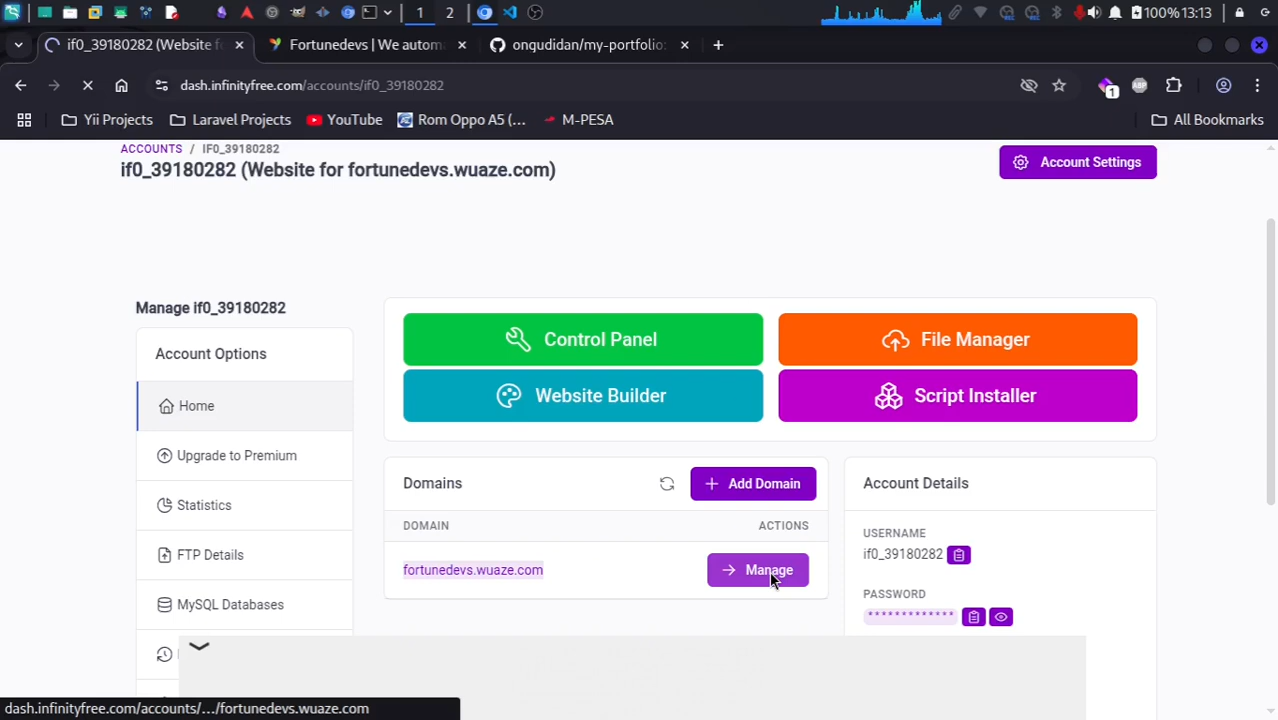 2
100% 13:13
if0_39180282 (Website f
Fortunedevs | We autom
ongudidan/my-portfolio:
dash.infinityfree.com/accounts/if0_39180282
1
Yii Projects
Laravel Projects
YouTube
Rom Oppo A5 (...
M-PESA
All Bookmarks
ACCOUNTS / IF0_39180282
if0_39180282 (Website for fortunedevs.wuaze.com)
Account Settings
Manage if0_39180282
Account Options
Home
Upgrade to Premium
Statistics
FTP Details
MySQL Databases
Control Panel
File Manager
Website Builder
Script Installer
Domains
Add Domain
DOMAIN
ACTIONS
fortunedevs.wuaze.com
Manage
Account Details
USERNAME
if0_39180282
PASSWORD
*************
dash.infinityfree.com/accounts/.../fortunedevs.wuaze.com